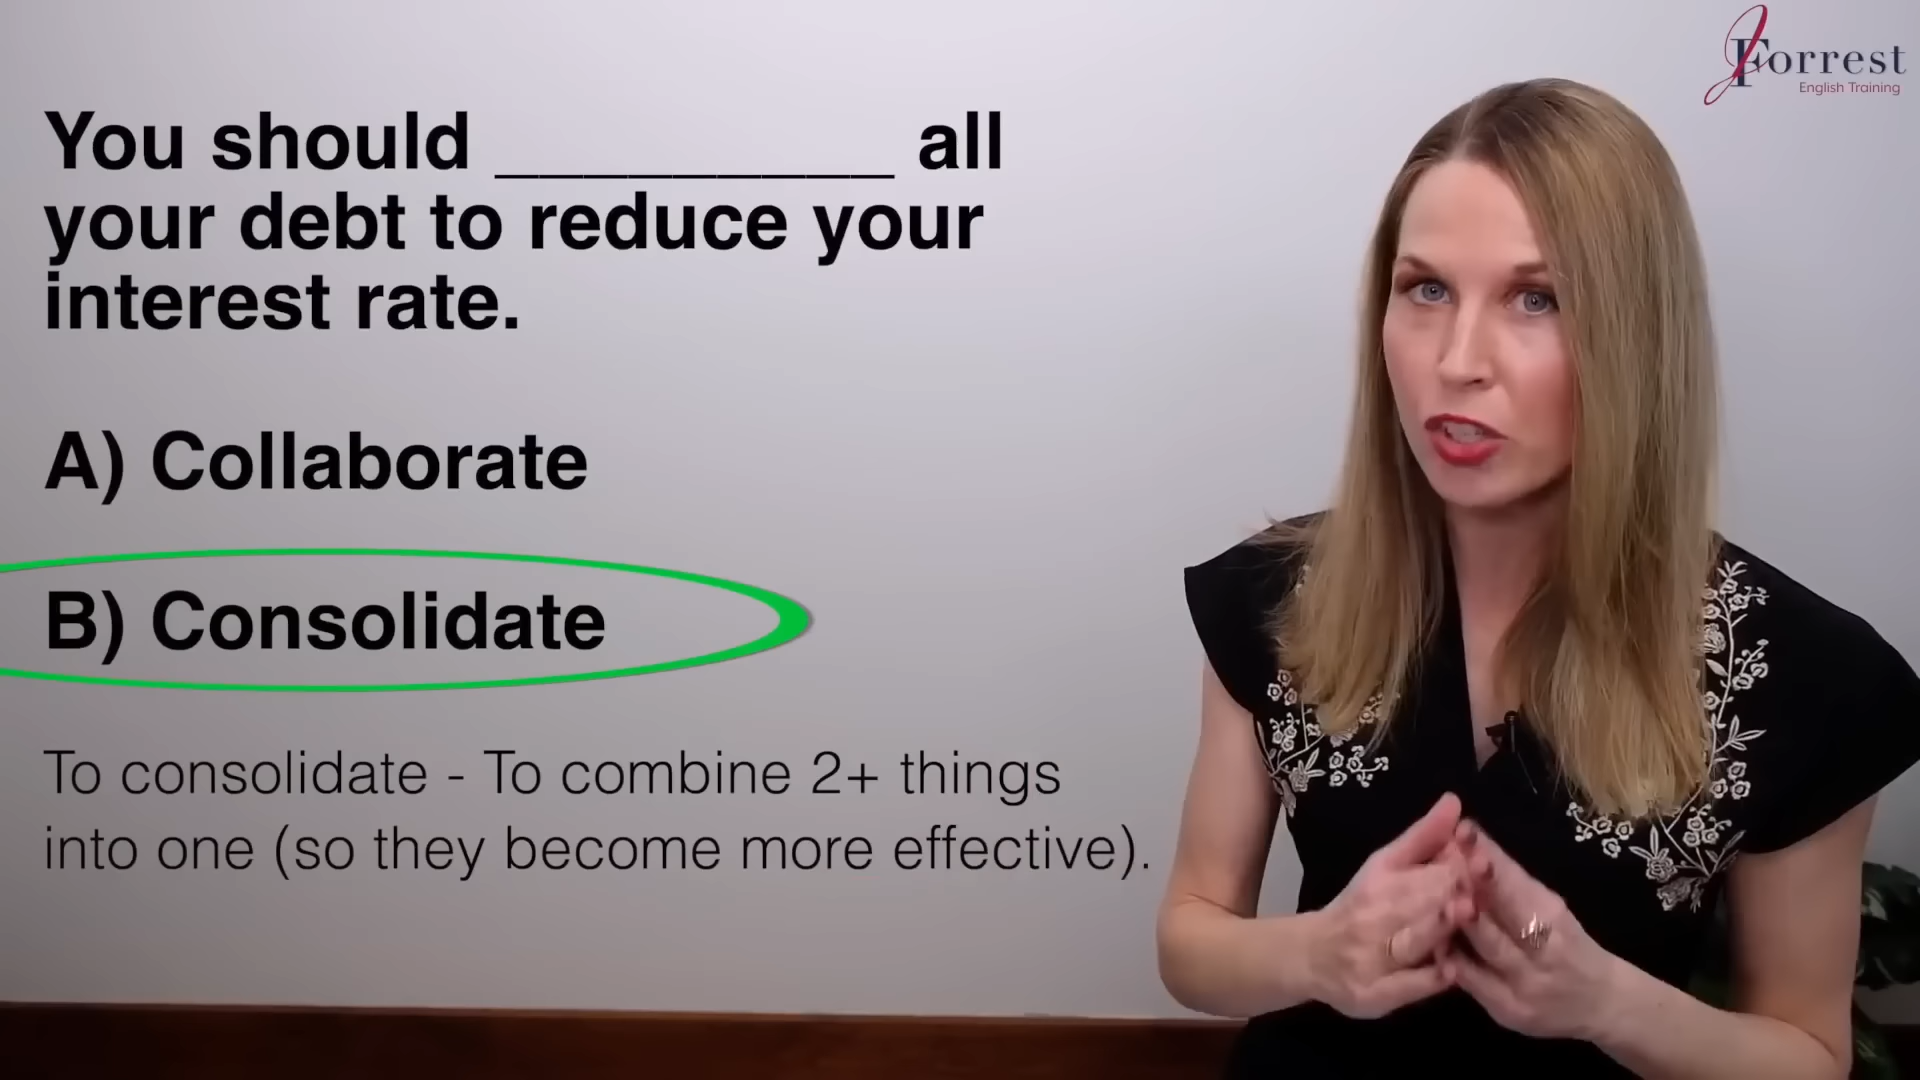 JForrest
English Training
You should _________ all
your debt to reduce your
interest rate.
A) Collaborate
B) Consolidate
To consolidate - To combine 2+ things
into one (so they become more effective).